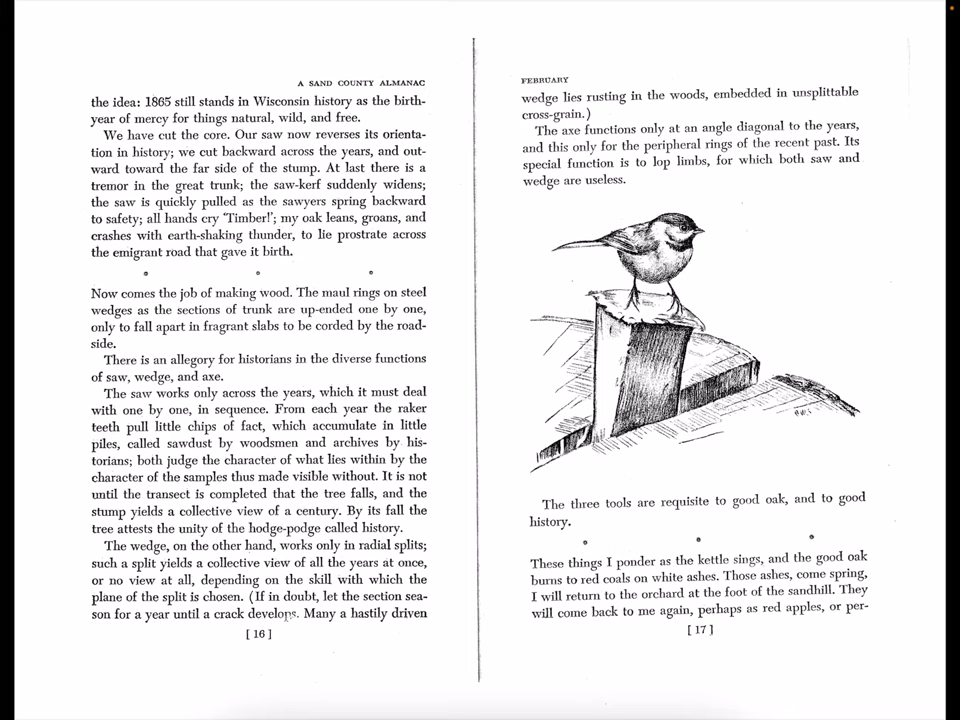 A SAND COUNTY ALMANAC
the idea: 1865 still stands in Wisconsin history as the birth-
year of mercy for things natural, wild, and free.
We have cut the core. Our saw now reverses its orienta-
tion in history; we cut backward across the years, and out-
ward toward the far side of the stump. At last there is a
tremor in the great trunk; the saw-kerf suddenly widens;
the saw is quickly pulled as the sawyers spring backward
to safety; all hands cry 'Timber!'; my oak leans, groans, and
crashes with earth-shaking thunder, to lie prostrate across
the emigrant road that gave it birth.
Now comes the job of making wood. The maul rings on steel
wedges as the sections of trunk are up-ended one by one,
only to fall apart in fragrant slabs to be corded by the road-
side.
There is an allegory for historians in the diverse functions
of saw, wedge, and axe.
The saw works only across the years, which it must deal
with one by one, in sequence. From each year the raker
teeth pull little chips of fact, which accumulate in little
piles, called sawdust by woodsmen and archives by his-
torians; both judge the character of what lies within by the
character of the samples thus made visible without. It is not
until the transect is completed that the tree falls, and the
stump yields a collective view of a century. By its fall the
tree attests the unity of the hodge-podge called history.
The wedge, on the other hand, works only in radial splits;
such a split yields a collective view of all the years at once,
or no view at all, depending on the skill with which the
plane of the split is chosen. (If in doubt, let the section sea-
son for a year until a crack develops. Many a hastily driven
[ 16 ]
FEBRUARY
wedge lies rusting in the woods, embedded in unsplittable
cross-grain.)
The axe functions only at an angle diagonal to the years,
and this only for the peripheral rings of the recent past. Its
special function is to lop limbs, for which both saw and
wedge are useless.
The three tools are requisite to good oak, and to good
history.
These things I ponder as the kettle sings, and the good oak
burns to red coals on white ashes. Those ashes, come spring,
I will return to the orchard at the foot of the sandhill. They
will come back to me again, perhaps as red apples, or per-
[ 17 ]